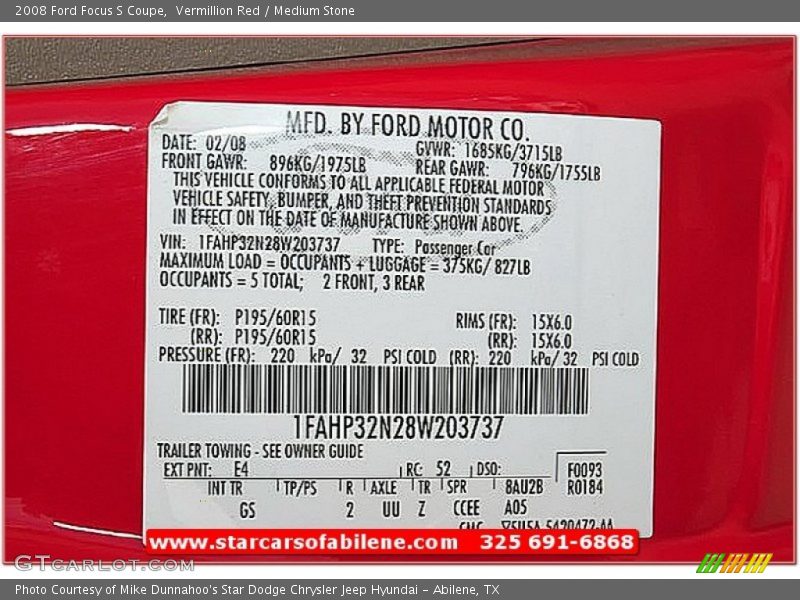 2008 Ford Focus S Coupe, Vermillion Red / Medium Stone
MFD. BY FORD MOTOR CO.
DATE: 02/08 GVWR: 1685KG/3715LB
FRONT GAWR: 896KG/1975LB REAR GAWR: 796KG/1755LB
THIS VEHICLE CONFORMS TO ALL APPLICABLE FEDERAL MOTOR
VEHICLE SAFETY, BUMPER, AND THEFT PREVENTION STANDARDS
IN EFFECT ON THE DATE OF MANUFACTURE SHOWN ABOVE.
VIN: 1FAHP32N28W203737 TYPE: Passenger Car
MAXIMUM LOAD = OCCUPANTS + LUGGAGE = 375KG/ 827LB
OCCUPANTS = 5 TOTAL; 2 FRONT, 3 REAR
TIRE (FR): P195/60R15 RIMS (FR): 15X6.0
(RR): P195/60R15 (RR): 15X6.0
PRESSURE (FR): 220 kPa/ 32 PSI COLD (RR): 220 kPa/ 32 PSI COLD
1FAHP32N28W203737
TRAILER TOWING - SEE OWNER GUIDE
EXT PNT: E4 RC: 52 DSO: F0093
INT TR TP/PS R AXLE TR SPR 8AU2B R0184
GS 2 UU Z CCEE A05
www.starcarsofabilene.com 325 691-6868
GTCarLot.com
Photo Courtesy of Mike Dunnahoo's Star Dodge Chrysler Jeep Hyundai - Abilene, TX